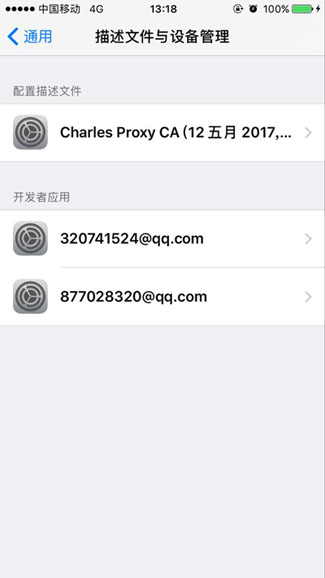 中国移动 4G 13:18 100%
通用 描述文件与设备管理
配置描述文件
Charles Proxy CA (12 五月 2017,...
开发者应用
320741524@qq.com
877028320@qq.com